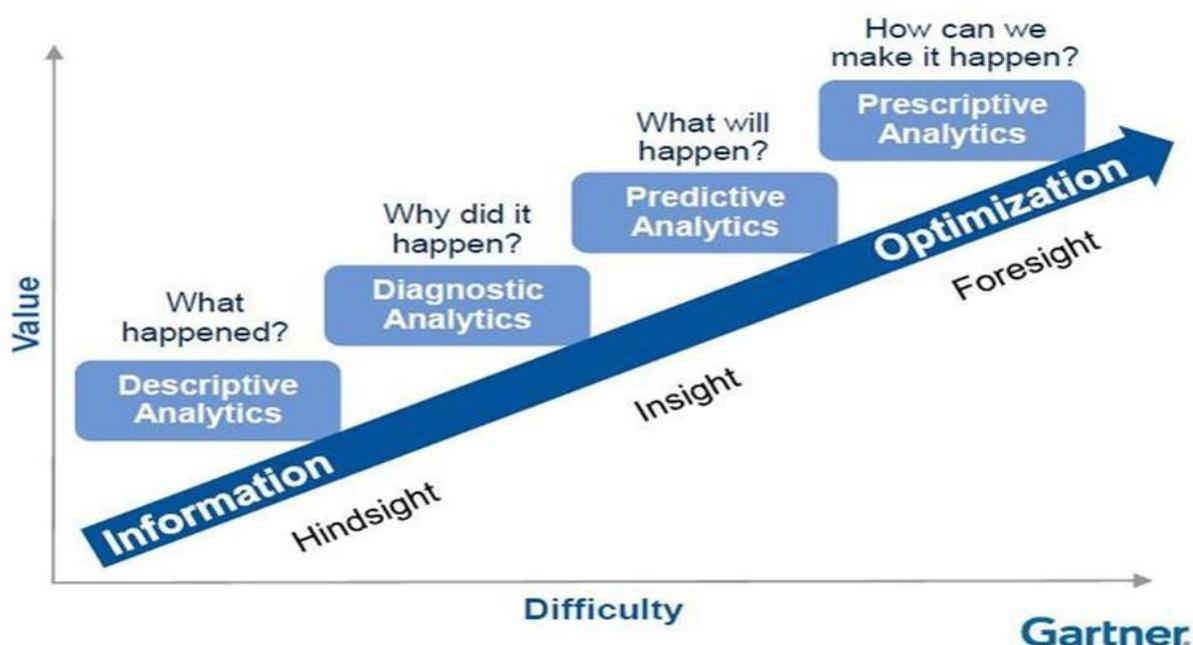 How can we
make it happen?
Prescriptive
Analytics
What will
happen?
Predictive
Analytics
Why did it
happen?
Diagnostic
Analytics
What
happened?
Descriptive
Analytics
Value
Information
Optimization
Hindsight
Insight
Foresight
Difficulty
Gartner